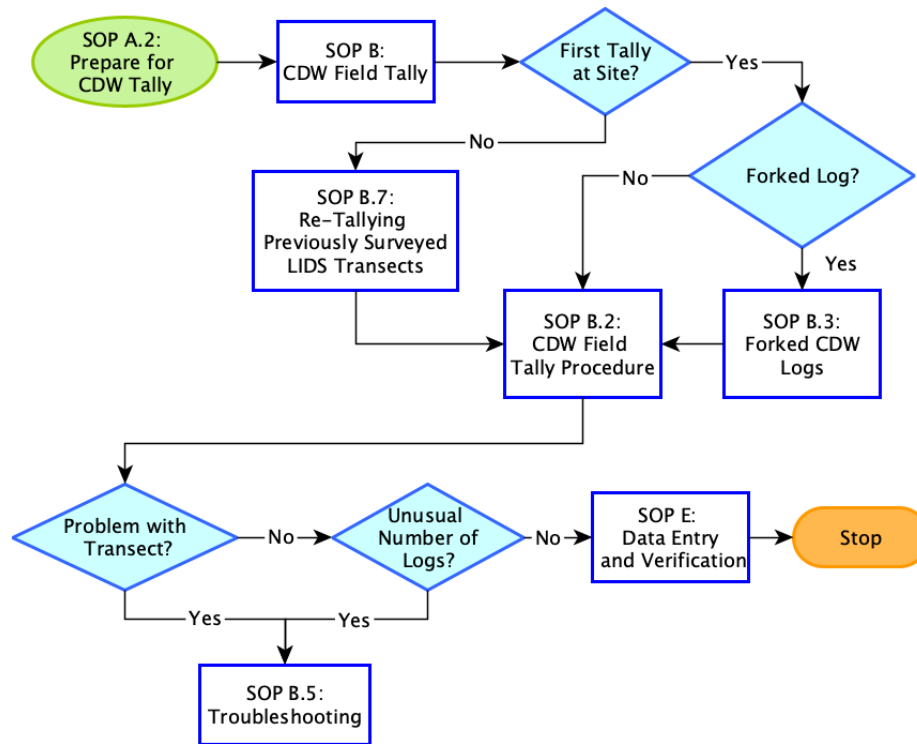 SOP A.2:
Prepare for
CDW Tally
SOP B:
CDW Field Tally
First Tally
at Site?
Yes
No
Forked Log?
No
Yes
SOP B.7:
Re-Tallying
Previously Surveyed
LIDS Transects
SOP B.2:
CDW Field
Tally Procedure
SOP B.3:
Forked CDW
Logs
Problem with
Transect?
No
Unusual
Number of
Logs?
No
SOP E:
Data Entry
and Verification
Stop
Yes
Yes
SOP B.5:
Troubleshooting